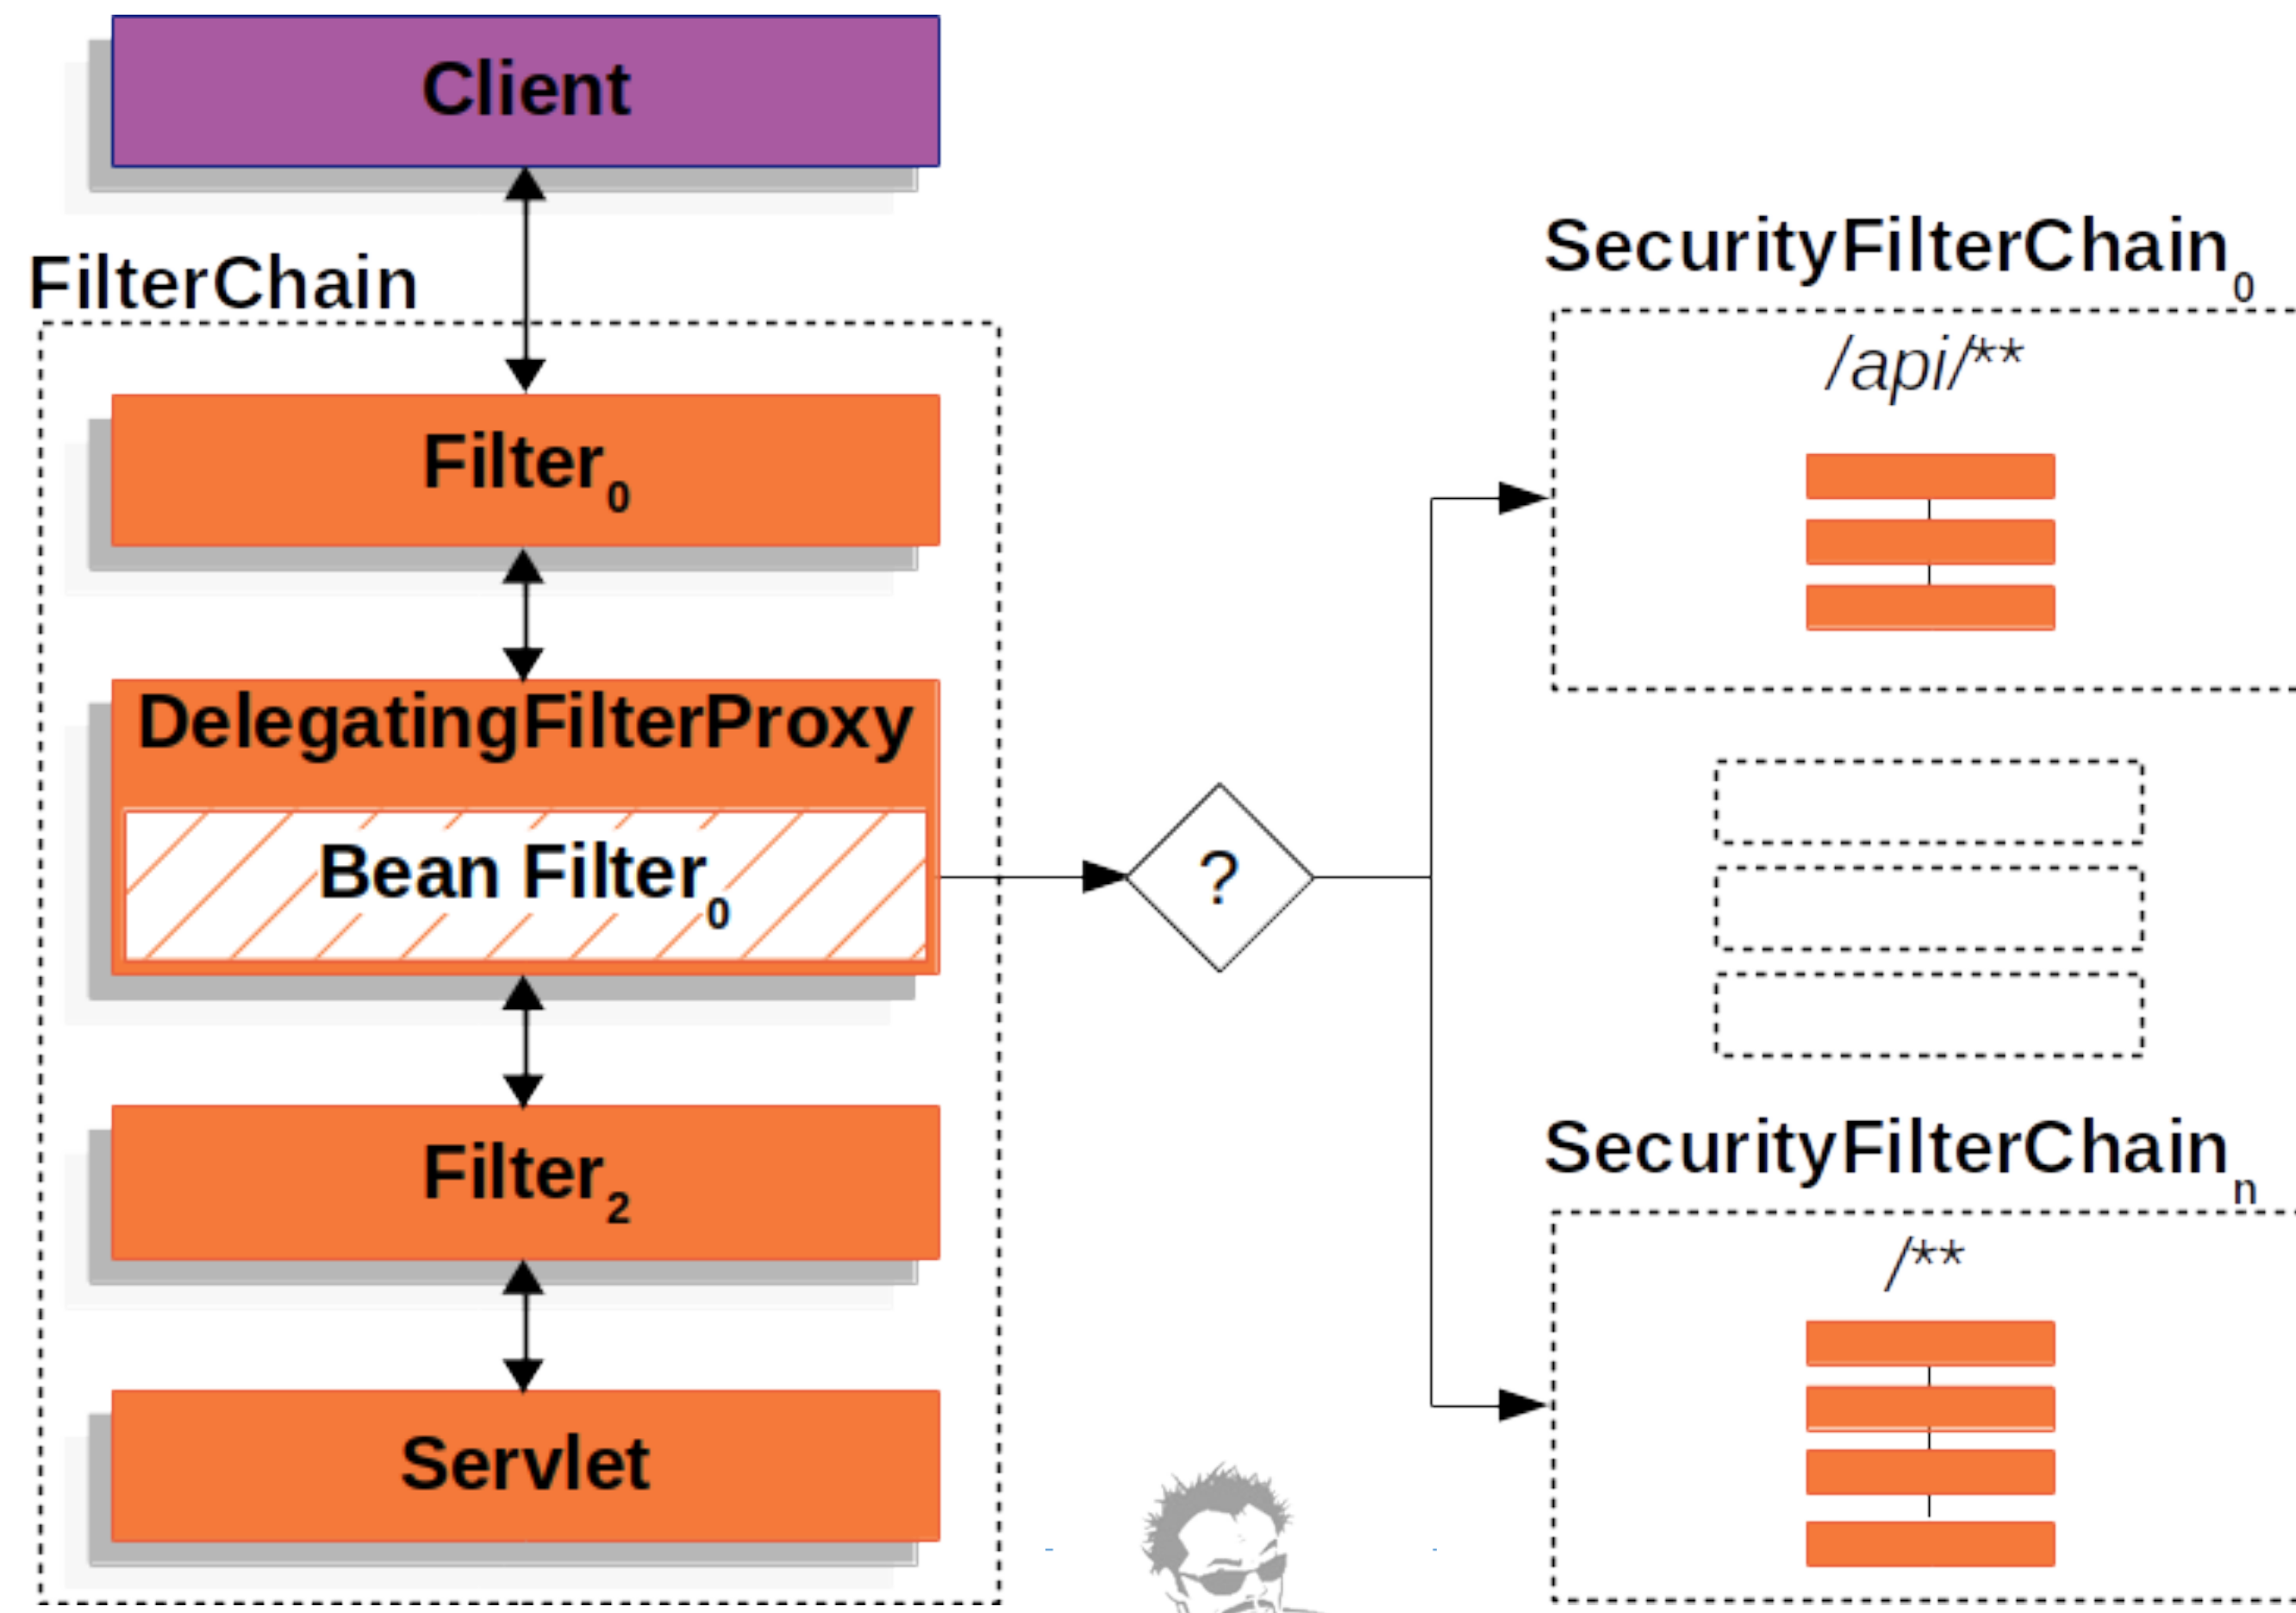 Client
FilterChain
Filter₀
DelegatingFilterProxy
Bean Filter₀
Filter₂
Servlet
?
SecurityFilterChain₀
/api/**
SecurityFilterChainₙ
/**